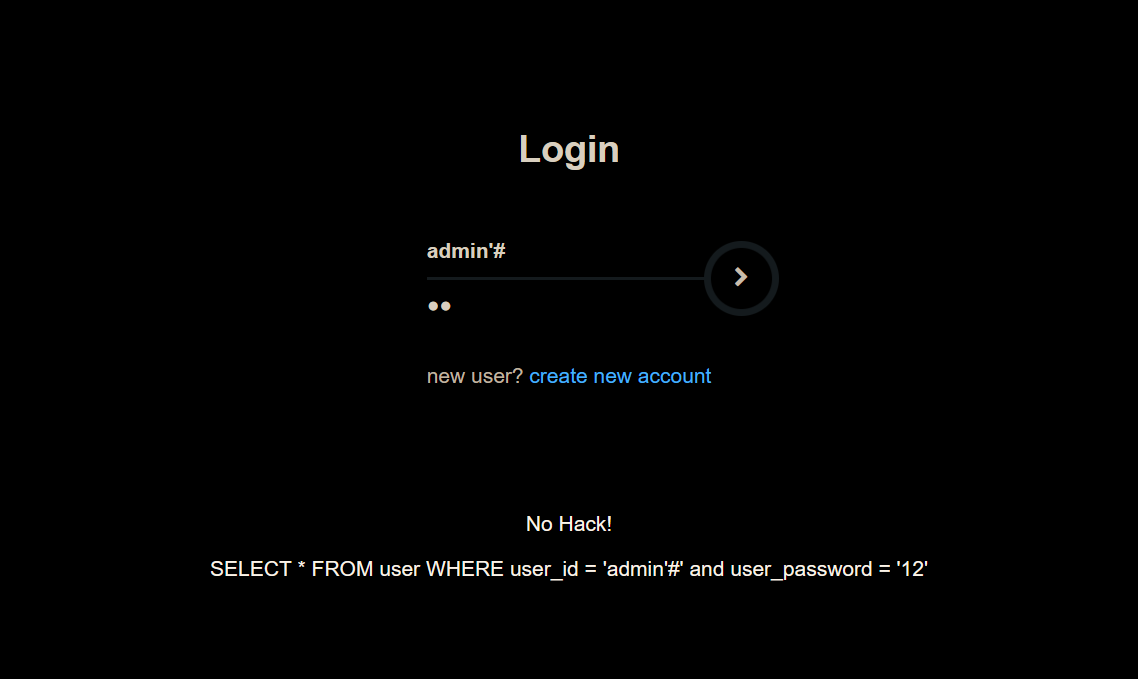 Login
admin'#
••
new user? create new account
No Hack!
SELECT * FROM user WHERE user_id = 'admin'#' and user_password = '12'